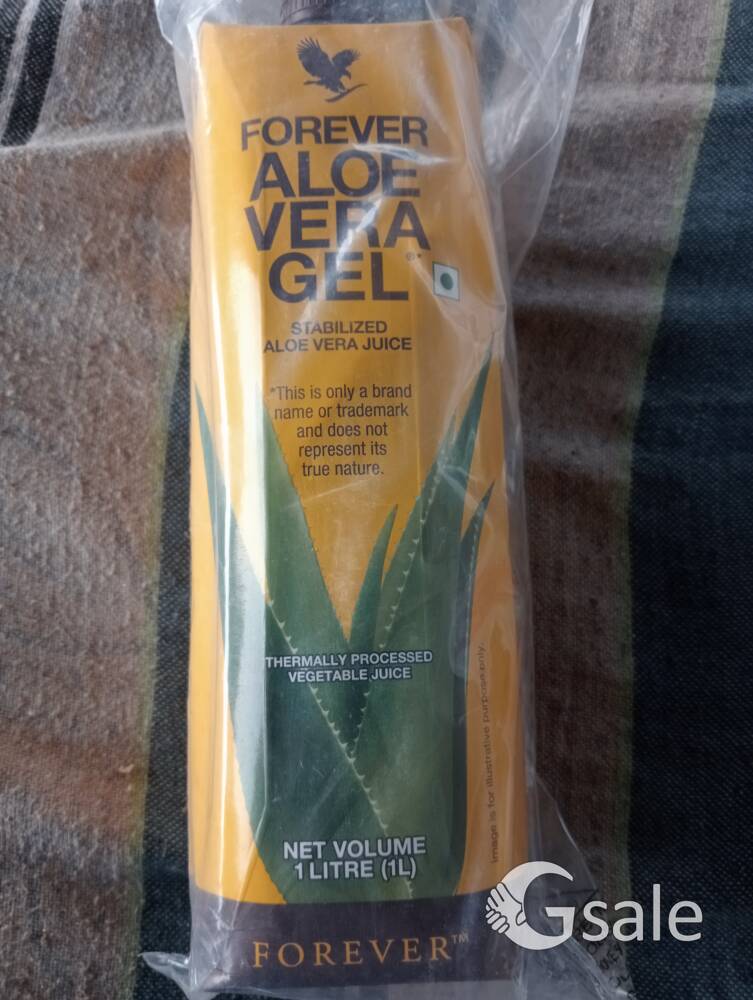 FOREVER
ALOE
VERA
GEL®*
STABILIZED
ALOE VERA JUICE
*This is only a brand
name or trademark
and does not
represent its
true nature.
THERMALLY PROCESSED
VEGETABLE JUICE
Image is for illustrative purpose only.
NET VOLUME
1 LITRE (1L)
FOREVER™
Gsale